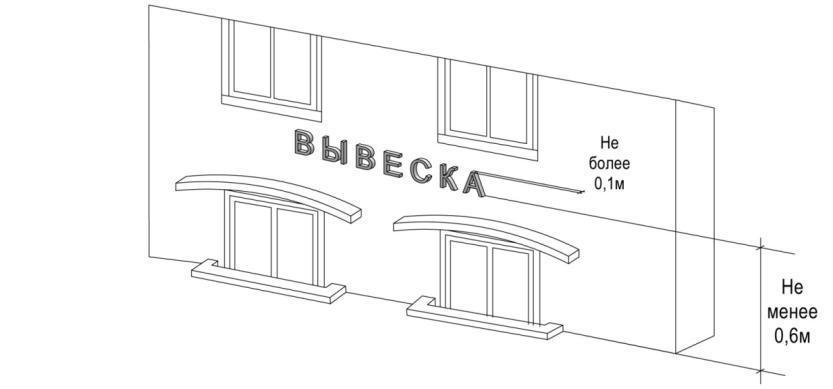 ВЫВЕСКА
Не
более
0,1м
Не
менее
0,6м